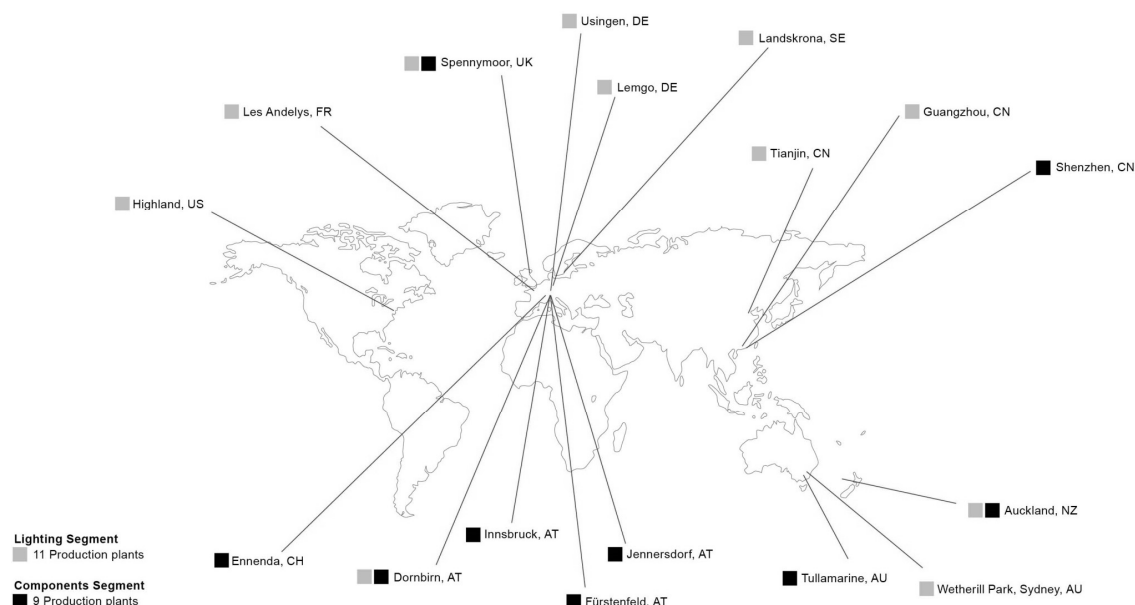 Usingen, DE
Landskrona, SE
Spennymoor, UK
Lemgo, DE
Les Andelys, FR
Guangzhou, CN
Tianjin, CN
Shenzhen, CN
Highland, US
Auckland, NZ
Innsbruck, AT
Jennersdorf, AT
Ennenda, CH
Dornbirn, AT
Tullamarine, AU
Wetherill Park, Sydney, AU
Fürstenfeld, AT
Lighting Segment
11 Production plants
Components Segment
9 Production plants